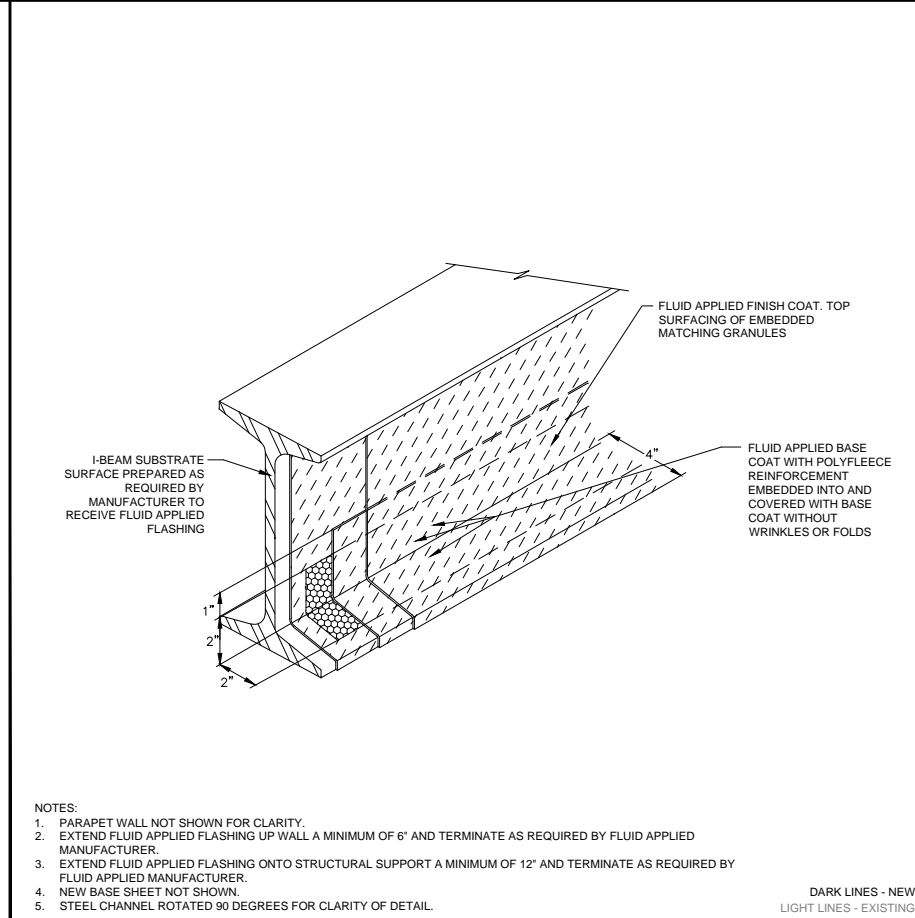 FLUID APPLIED FINISH COAT. TOP
SURFACING OF EMBEDDED
MATCHING GRANULES
I-BEAM SUBSTRATE
SURFACE PREPARED AS
REQUIRED BY
MANUFACTURER TO
RECEIVE FLUID APPLIED
FLASHING
4"
FLUID APPLIED BASE
COAT WITH POLYFLEECE
REINFORCEMENT
EMBEDDED INTO AND
COVERED WITH BASE
COAT WITHOUT
WRINKLES OR FOLDS
1"
2"
2"
NOTES:
1. PARAPET WALL NOT SHOWN FOR CLARITY.
2. EXTEND FLUID APPLIED FLASHING UP WALL A MINIMUM OF 6" AND TERMINATE AS REQUIRED BY FLUID APPLIED
MANUFACTURER.
3. EXTEND FLUID APPLIED FLASHING ONTO STRUCTURAL SUPPORT A MINIMUM OF 12" AND TERMINATE AS REQUIRED BY
FLUID APPLIED MANUFACTURER.
4. NEW BASE SHEET NOT SHOWN.
5. STEEL CHANNEL ROTATED 90 DEGREES FOR CLARITY OF DETAIL.
DARK LINES - NEW
LIGHT LINES - EXISTING